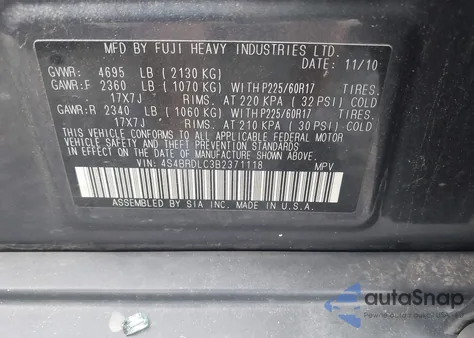 MFD BY FUJI HEAVY INDUSTRIES LTD.
DATE: 11/10
GVWR: 4695 LB (2130 KG)
GAWR:F 2360 LB (1070 KG) WITH P225/60R17 TIRES.
17X7J RIMS. AT 220 KPA (32 PSI) COLD
GAWR:R 2340 LB (1060 KG) WITH P225/60R17 TIRES.
17X7J RIMS. AT 210 KPA (30 PSI) COLD
THIS VEHICLE CONFORMS TO ALL APPLICABLE FEDERAL MOTOR
VEHICLE SAFETY AND BUMPER STANDARDS IN EFFECT ON THE
DATE OF MANUFACTURE SHOWN ABOVE.
VIN: 4S4BRDLC3B2371118 MPV
ASSEMBLED BY SIA INC. MADE IN U.S.A.
autoSnap